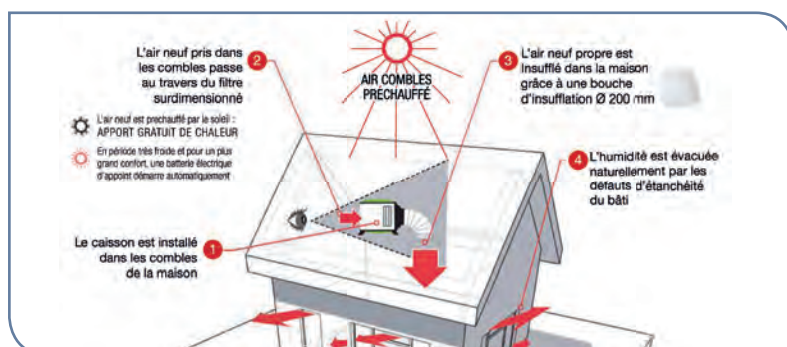 L'air neuf pris dans
les combles passe
au travers du filtre
surdimensionné
2
L'air neuf est préchauffé par le soleil :
APPORT GRATUIT DE CHALEUR
En période très froide et pour un plus
grand confort, une batterie électrique
d'appoint démarre automatiquement
Le caisson est installé
dans les combles
de la maison
1
AIR COMBLES
PRÉCHAUFFÉ
3
L'air neuf propre est
Insufflé dans la maison
grâce à une bouche
d'insufflation Ø 200 mm
4
L'humidité est évacuée
naturellement par les
défauts d'étanchéité
du bâti